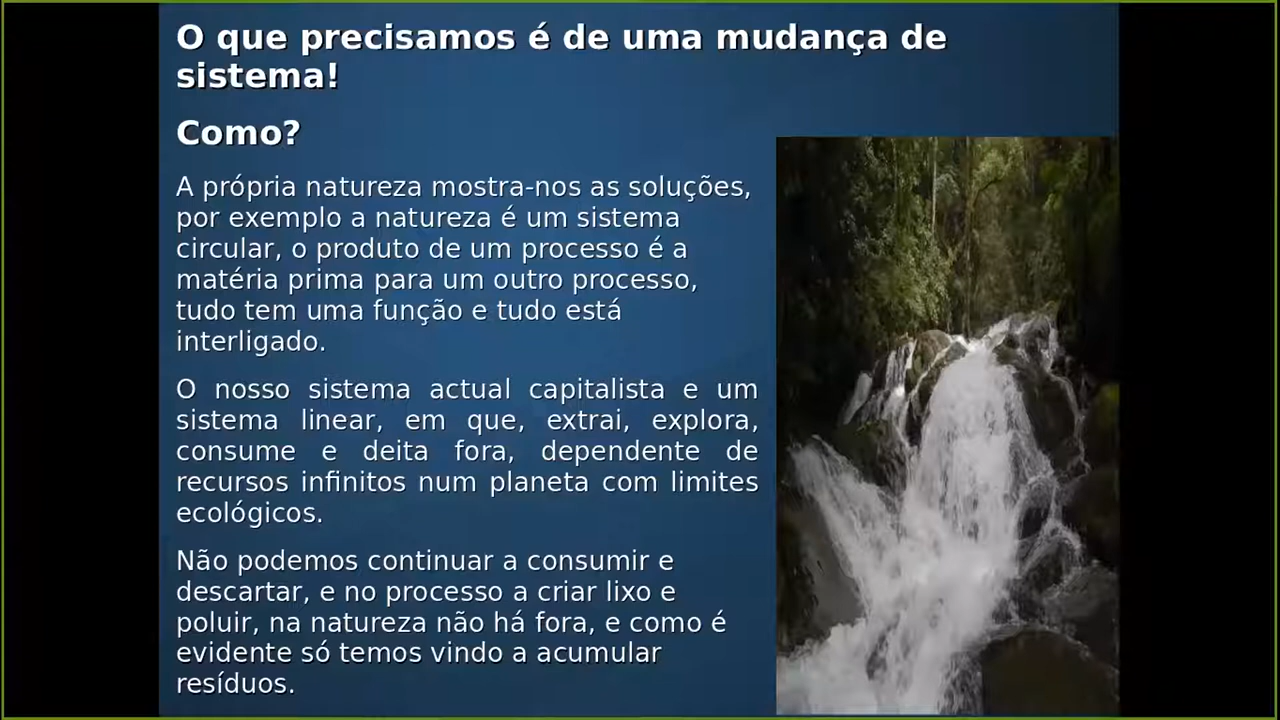 O que precisamos é de uma mudança de
sistema!
Como?
A própria natureza mostra-nos as soluções,
por exemplo a natureza é um sistema
circular, o produto de um processo é a
matéria prima para um outro processo,
tudo tem uma função e tudo está
interligado.
O nosso sistema actual capitalista e um
sistema linear, em que, extrai, explora,
consume e deita fora, dependente de
recursos infinitos num planeta com limites
ecológicos.
Não podemos continuar a consumir e
descartar, e no processo a criar lixo e
poluir, na natureza não há fora, e como é
evidente só temos vindo a acumular
resíduos.